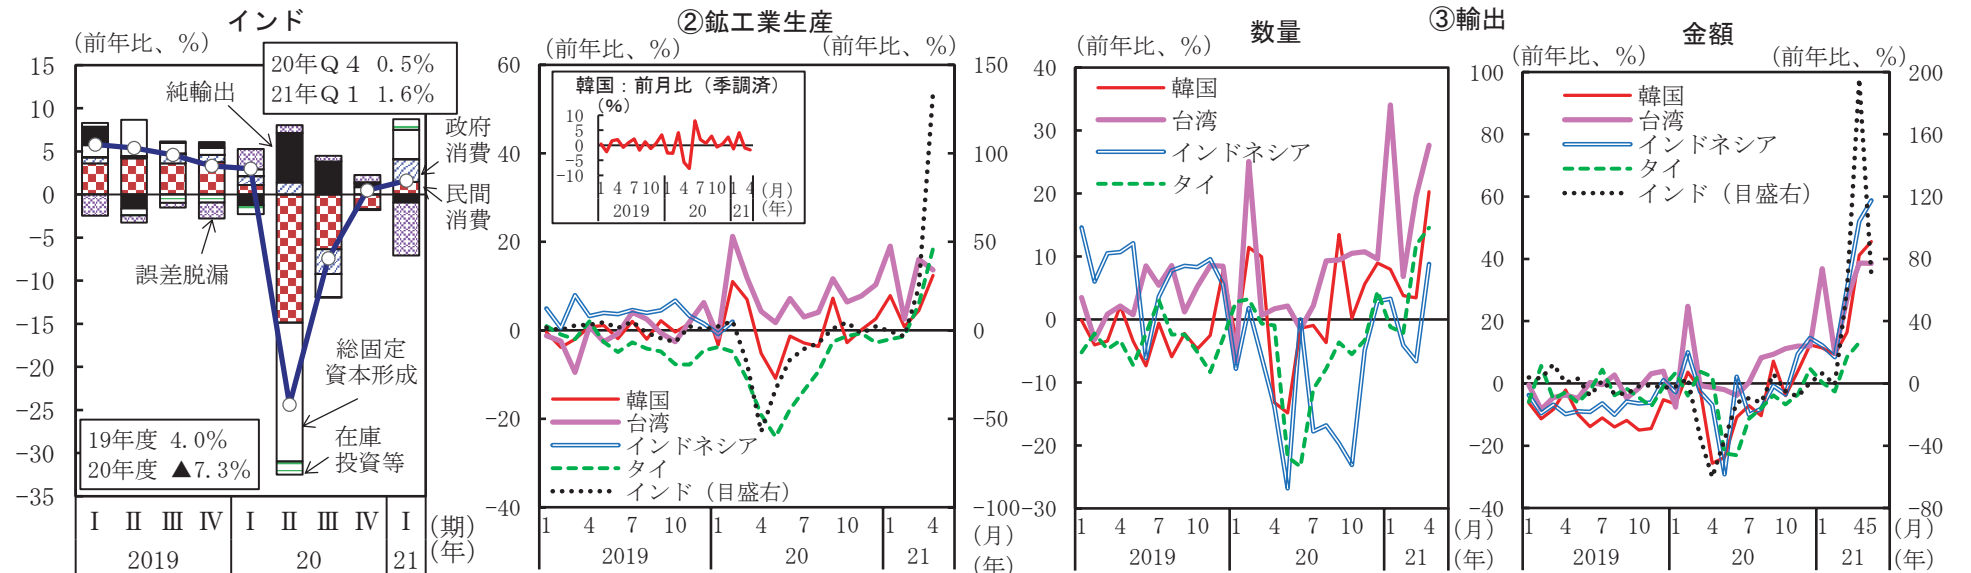 インド
(前年比、%)
20年Q4 0.5%
21年Q1 1.6%
純輸出
政府
消費
民間
消費
誤差脱漏
総固定
資本形成
在庫
投資等
19年度 4.0%
20年度 ▲7.3%
15
10
5
0
−5
−10
−15
−20
−25
−30
−35
Ⅰ Ⅱ Ⅲ Ⅳ Ⅰ Ⅱ Ⅲ Ⅳ Ⅰ (期)
2019 20 21 (年)
②鉱工業生産
(前年比、%) (前年比、%)
60
40
20
0
−20
−40
150
100
50
0
−50
−100
韓国：前月比（季調済）
(%)
10
5
0
−5
−10
1 4 7 10 1 4 7 10 1 4 (月)
2019 20 21 (年)
韓国
台湾
インドネシア
タイ
インド（目盛右）
1 4 7 10 1 4 7 10 1 4 (月)
2019 20 21 (年)
③輸出
数量
(前年比、%)
40
30
20
10
0
−10
−20
−30
韓国
台湾
インドネシア
タイ
1 4 7 10 1 4 7 10 1 4 (月)
2019 20 21 (年)
金額
(前年比、%) (前年比、%)
100
80
60
40
20
0
−20
−40
200
160
120
80
40
0
−40
−80
韓国
台湾
インドネシア
タイ
インド（目盛右）
1 4 7 10 1 4 7 10 1 45 (月)
2019 20 21 (年)